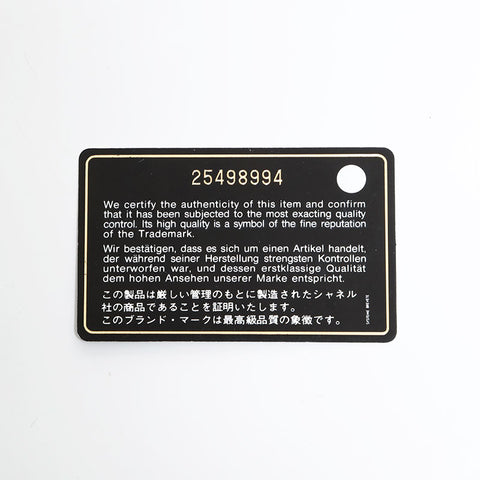 25498994
We certify the authenticity of this item and confirm
that it has been subjected to the most exacting quality
control. Its high quality is a symbol of the fine reputation
of the Trademark.
Wir bestätigen, dass es sich um einen Artikel handelt,
der während seiner Herstellung strengsten Kontrollen
unterworfen war, und dessen erstklassige Qualität
dem hohen Ansehen unserer Marke entspricht.
この製品は厳しい管理のもとに製造されたシャネル
社の商品であることを証明いたします。
このブランド・マークは最高級品質の象徴です。